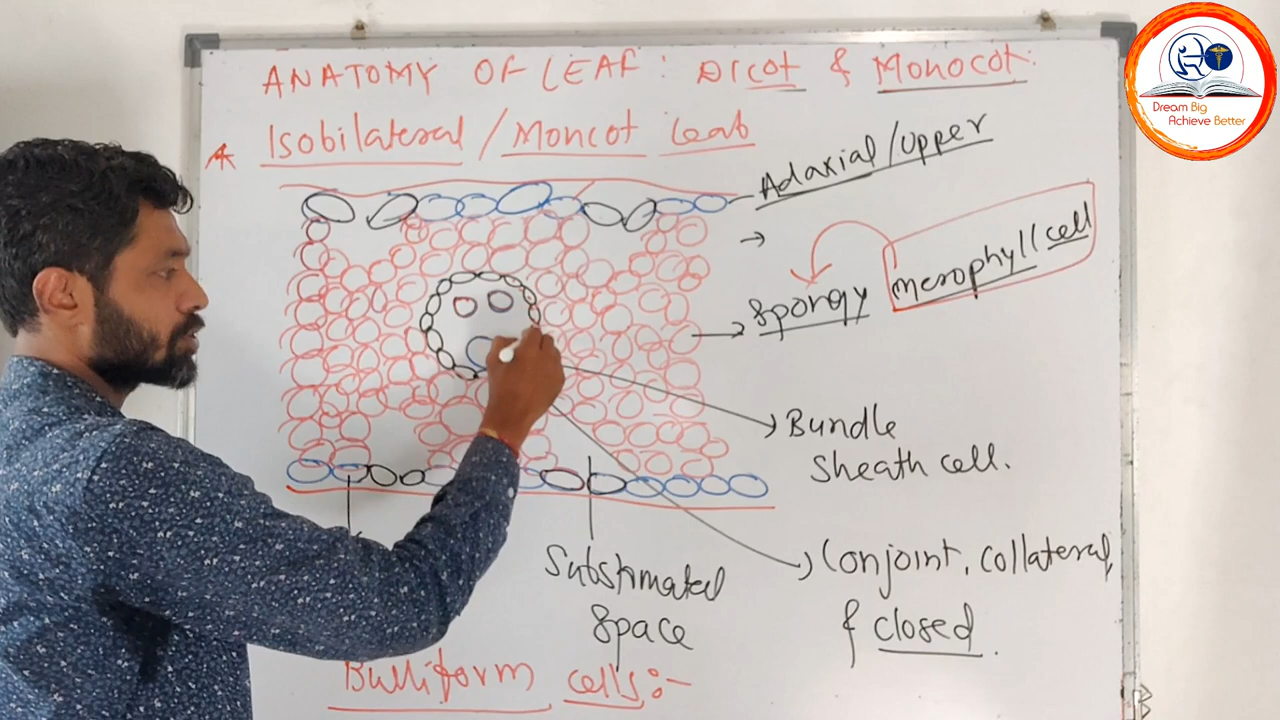 ANATOMY OF LEAF: DICOT & MONOCOT:
Isobilateral / Moncot Leaf
Adaxial/Upper
Spongy mesophyll cell
Bundle
Sheath cell.
Conjoint, collateral,
& closed.
Substmated
Space
Bulliform cells:-
Dream Big
Achieve Better